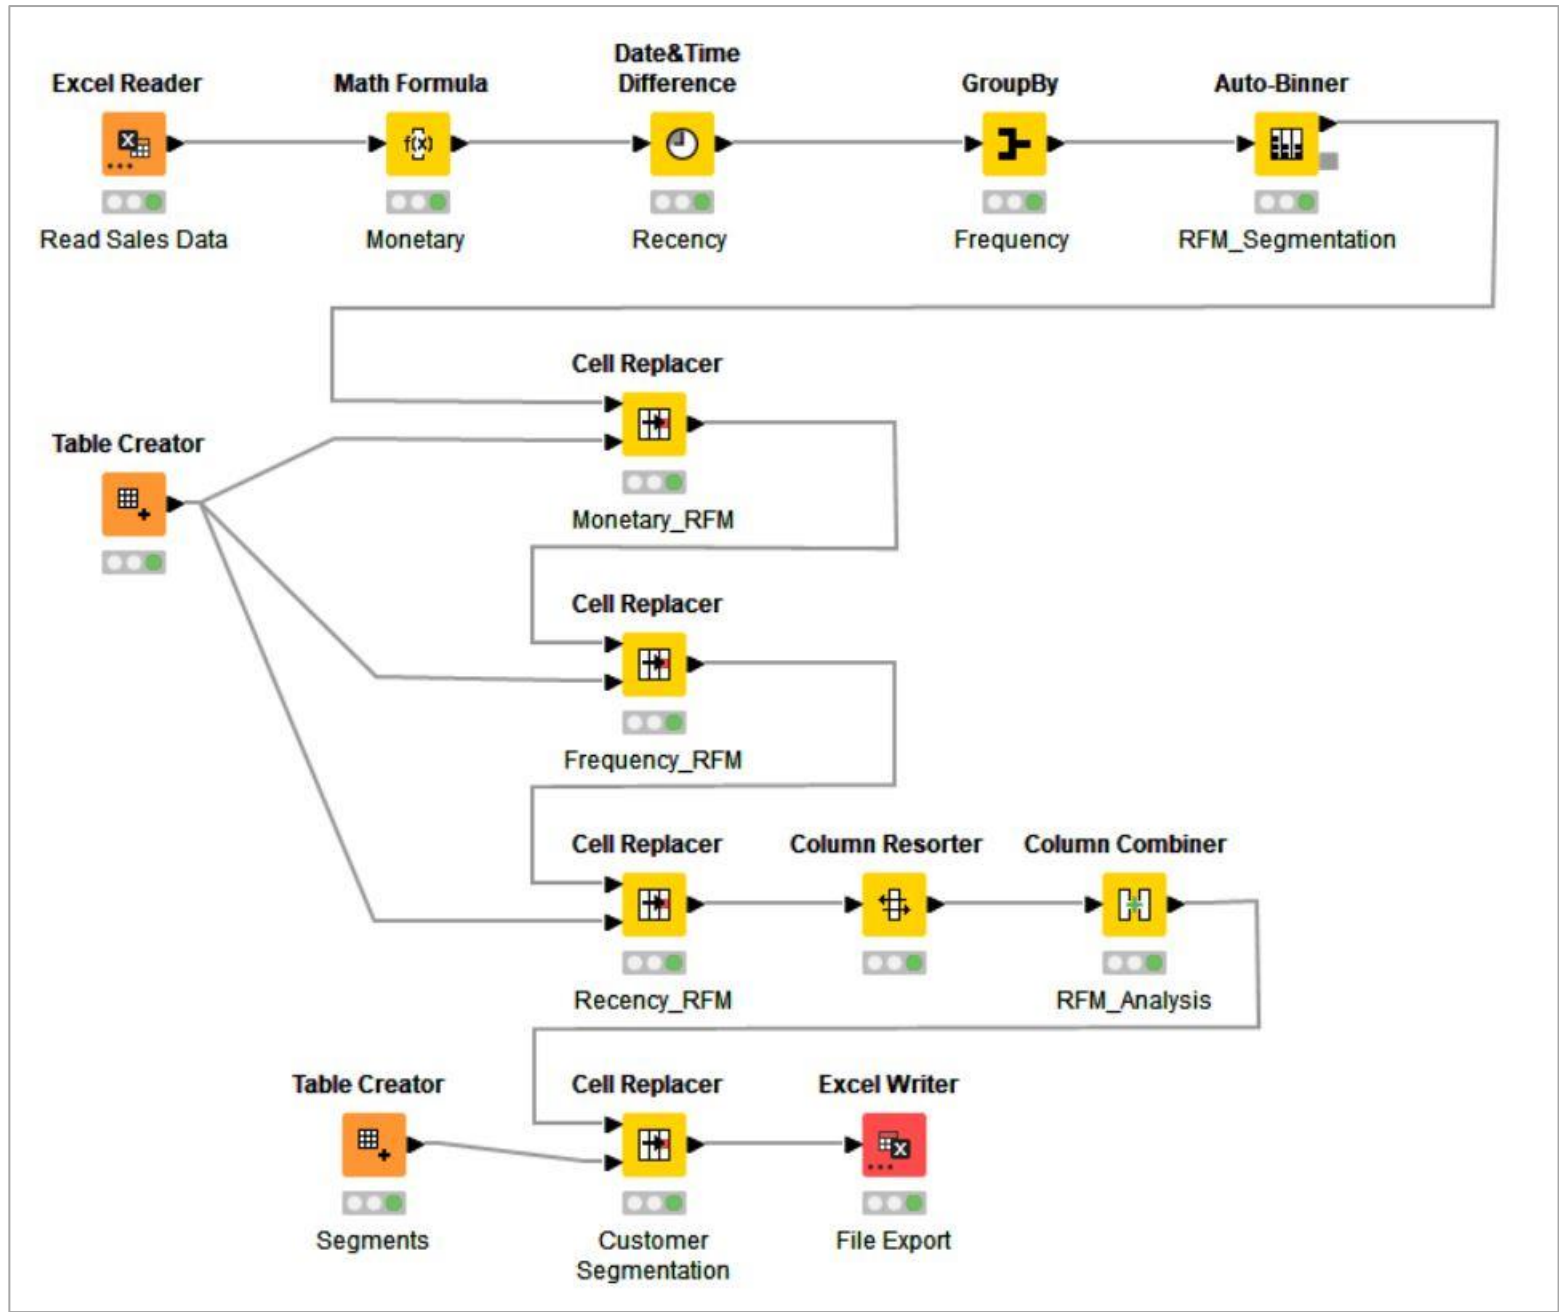 Excel Reader
Math Formula
Date&Time
Difference
GroupBy
Auto-Binner
f(x)
Read Sales Data
Monetary
Recency
Frequency
RFM_Segmentation
Cell Replacer
Monetary_RFM
Table Creator
Cell Replacer
Frequency_RFM
Cell Replacer
Column Resorter
Column Combiner
Recency_RFM
RFM_Analysis
Table Creator
Cell Replacer
Excel Writer
Segments
Customer
Segmentation
File Export